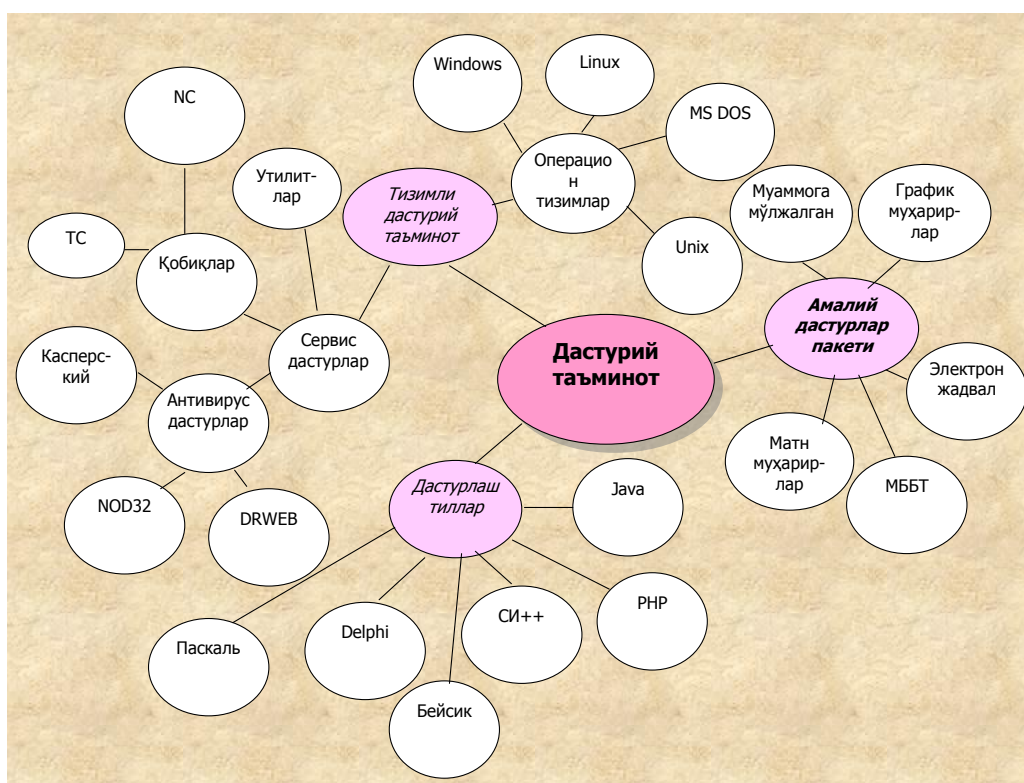 Windows
Linux
MS DOS
NC
Утилит-
лар
Тизимли
дастурий
таъминот
Операцио
н
тизимлар
Муаммога
мўлжалган
График
муҳарир-
лар
ТС
Қобиқлар
Unix
Сервис
дастурлар
Амалий
дастурлар
пакети
Касперс-
кий
Антивирус
дастурлар
Дастурий
таъминот
Электрон
жадвал
Матн
муҳарир-
лар
МББТ
NOD32
DRWEB
Дастурлаш
тиллар
Java
Паскаль
Delphi
СИ++
PHP
Бейсик